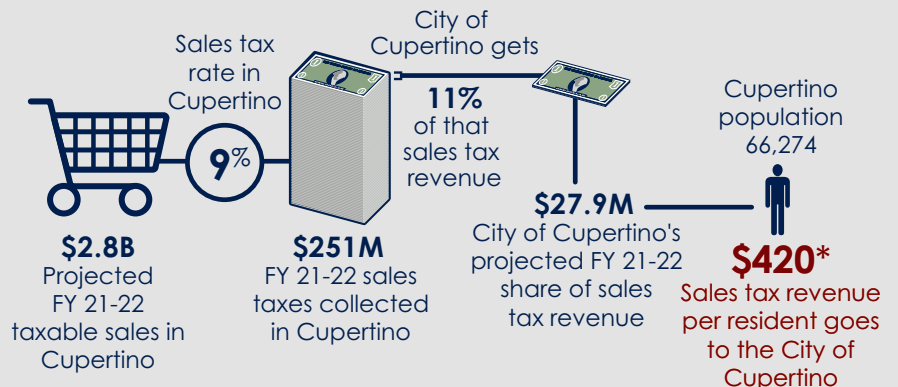 Sales tax
rate in
Cupertino
9%
$2.8B
Projected
FY 21-22
taxable sales in
Cupertino
$251M
FY 21-22 sales
taxes collected
in Cupertino
City of
Cupertino gets
11%
of that
sales tax
revenue
$27.9M
City of Cupertino's
projected FY 21-22
share of sales
tax revenue
Cupertino
population
66,274
$420*
Sales tax revenue
per resident goes
to the City of
Cupertino